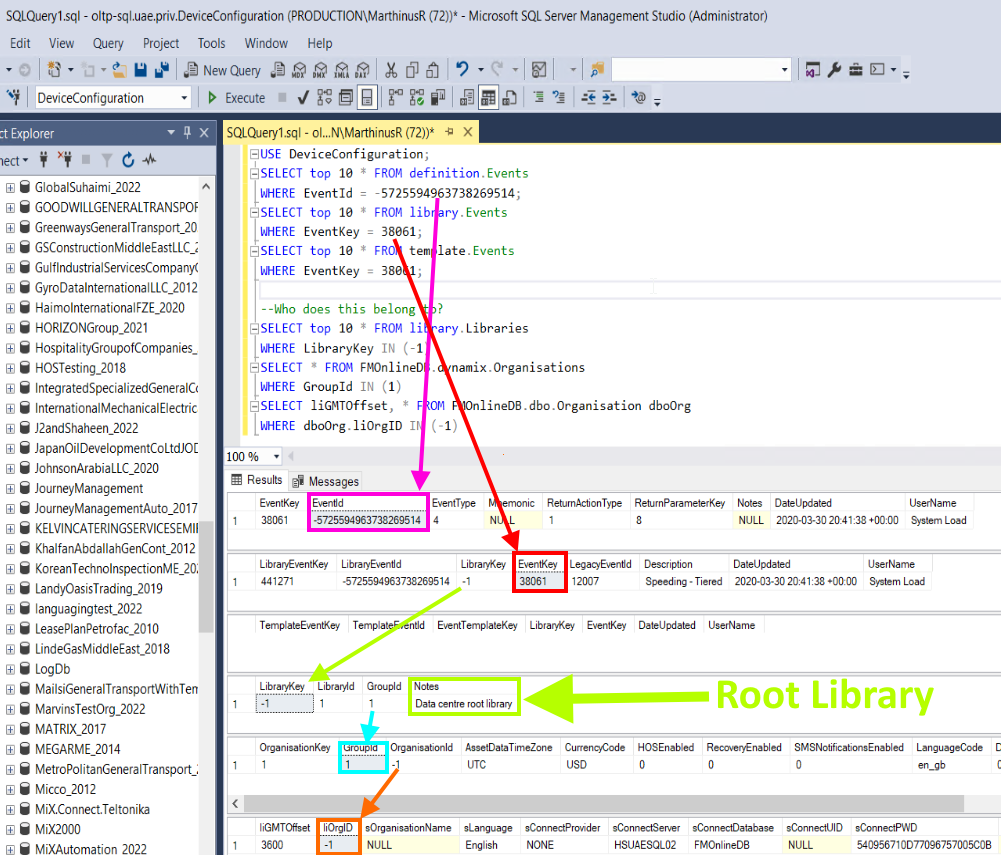 SQLQuery1.sql - oltp-sql.uae.priv.DeviceConfiguration (PRODUCTION\MarthinusR (72))* - Microsoft SQL Server Management Studio (Administrator)
Edit View Query Project Tools Window Help
New Query MDX DMX XMLA DAX
DeviceConfiguration Execute
ct Explorer
SQLQuery1.sql - ol...N\MarthinusR (72))*
nect
GlobalSuhaimi_2022
GOODWILLGENERALTRANSPOR
GreenwaysGeneralTransport_20
GSConstructionMiddleEastLLC_2
GulfIndustrialServicesCompany
GyroDataInternationalLLC_2012
HaimoInternationalFZE_2020
HORIZONGroup_2021
HospitalityGroupofCompanies_
HOSTesting_2018
IntegratedSpecializedGeneralCo
InternationalMechanicalElectric
J2andShaheen_2022
JapanOilDevelopmentCoLtdJOD
JohnsonArabiaLLC_2020
JourneyManagement
JourneyManagementAuto_2017
KELVINCATERINGSERVICESEMIR
KhalfanAbdallahGenCont_2012
KoreanTechnoInspectionME_202
LandyOasisTrading_2019
languagingtest_2022
LeasePlanPetrofac_2010
LindeGasMiddleEast_2018
LogDb
MailsiGeneralTransportWithTem
MarvinsTestOrg_2022
MATRIX_2017
MEGARME_2014
MetroPolitanGeneralTransport_2
Micco_2012
MiX.Connect.Teltonika
MiX2000
MiXAutomation_2022
USE DeviceConfiguration;
SELECT top 10 * FROM definition.Events
WHERE EventId = -5725594963738269514;
SELECT top 10 * FROM library.Events
WHERE EventKey = 38061;
SELECT top 10 * FROM template.Events
WHERE EventKey = 38061;
--Who does this belong to?
SELECT top 10 * FROM library.Libraries
WHERE LibraryKey IN (-1)
SELECT * FROM FMOnlineDB.dynamix.Organisations
WHERE GroupId IN (1)
SELECT liGMTOffset, * FROM FMOnlineDB.dbo.Organisation dboOrg
WHERE dboOrg.liOrgID IN (-1)
100 %
Results Messages
EventKey EventId EventType Mnemonic ReturnActionType ReturnParameterKey Notes DateUpdated UserName
1 38061 -5725594963738269514 4 NULL 1 8 NULL 2020-03-30 20:41:38 +00:00 System Load
LibraryEventKey LibraryEventId LibraryKey EventKey LegacyEventId Description DateUpdated UserName
1 441271 -5725594963738269514 -1 38061 12007 Speeding - Tiered 2020-03-30 20:41:38 +00:00 System Load
TemplateEventKey TemplateEventId EventTemplateKey LibraryKey EventKey DateUpdated UserName
LibraryKey LibraryId GroupId Notes
1 -1 1 1 Data centre root library
Root Library
OrganisationKey GroupId OrganisationId AssetDataTimeZone CurrencyCode HOSEnabled RecoveryEnabled SMSNotificationsEnabled LanguageCode D
1 1 1 -1 UTC USD 0 0 0 en_gb
liGMTOffset liOrgID sOrganisationName sLanguage sConnectProvider sConnectServer sConnectDatabase sConnectUID sConnectPWD
1 3600 -1 NULL English NONE HSUAESQL02 FMOnlineDB NULL 540956710D77096757005C0B